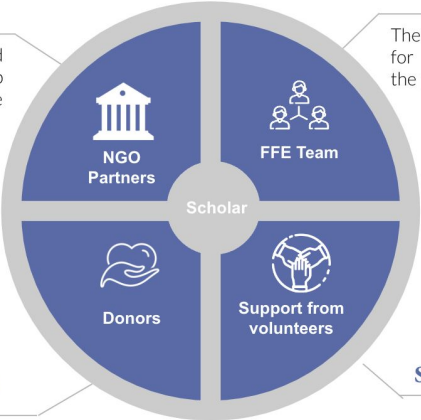 The
for
the
NGO
Partners
FFE Team
Scholar
Donors
Support from
volunteers